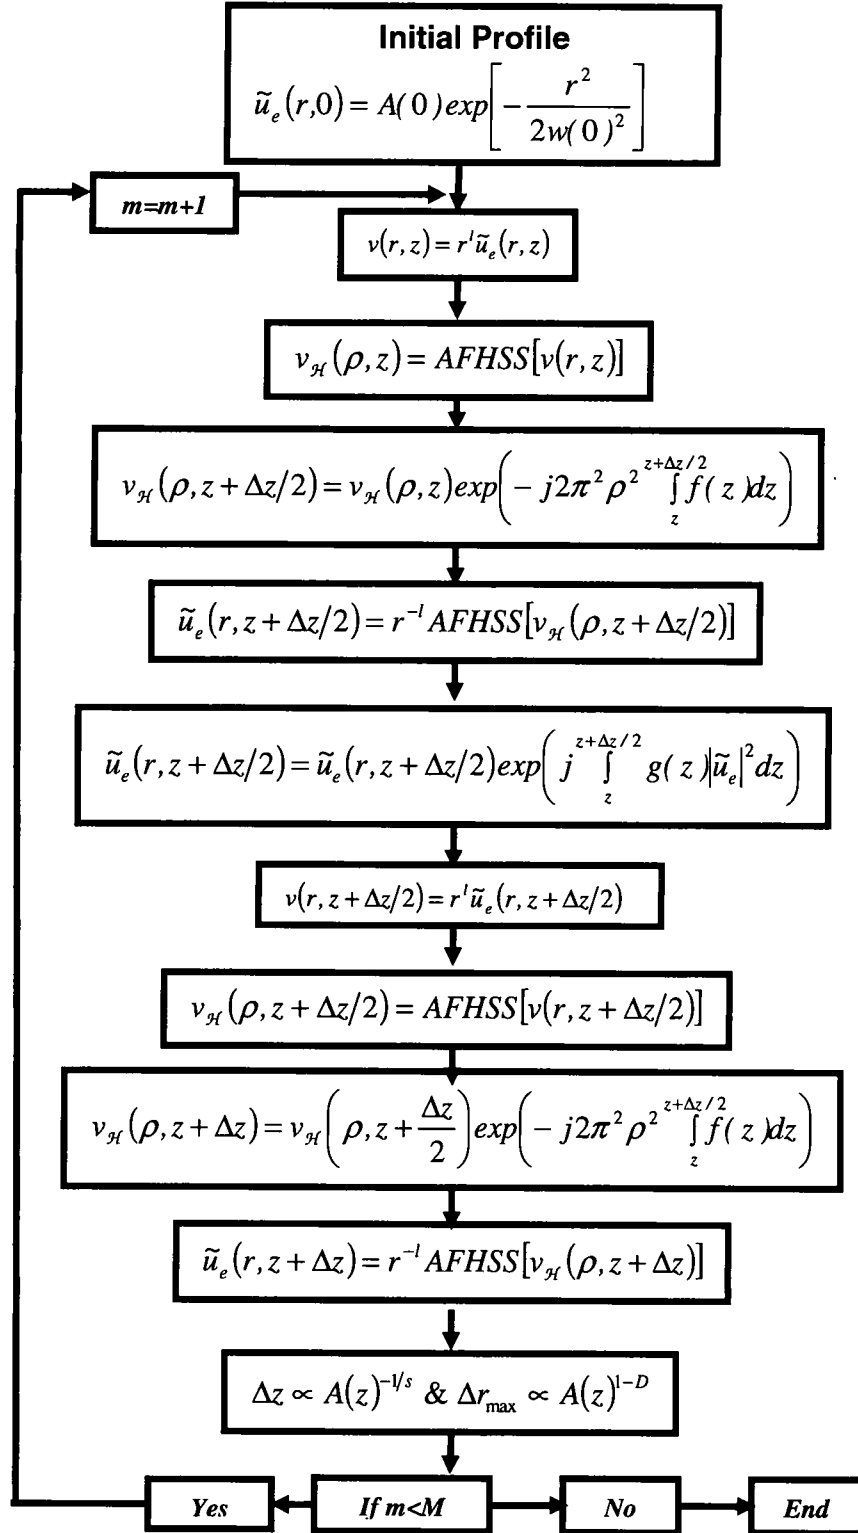 Initial Profile
ũ_e(r,0) = A(0)exp[−r²/(2w(0)²)]
m=m+1
v(r,z) = r^l ũ_e(r,z)
v_ℋ(ρ,z) = AFHSS[v(r,z)]
v_ℋ(ρ,z+Δz/2) = v_ℋ(ρ,z)exp(−j2π²ρ² ∫_z^{z+Δz/2} f(z)dz)
ũ_e(r,z+Δz/2) = r^{−l} AFHSS[v_ℋ(ρ,z+Δz/2)]
ũ_e(r,z+Δz/2) = ũ_e(r,z+Δz/2)exp(j ∫_z^{z+Δz/2} g(z)|ũ_e|²dz)
v(r,z+Δz/2) = r^l ũ_e(r,z+Δz/2)
v_ℋ(ρ,z+Δz/2) = AFHSS[v(r,z+Δz/2)]
v_ℋ(ρ,z+Δz) = v_ℋ(ρ,z+Δz/2)exp(−j2π²ρ² ∫_z^{z+Δz/2} f(z)dz)
ũ_e(r,z+Δz) = r^{−l} AFHSS[v_ℋ(ρ,z+Δz)]
Δz ∝ A(z)^{−1/s} & Δr_max ∝ A(z)^{1−D}
Yes
If m<M
No
End